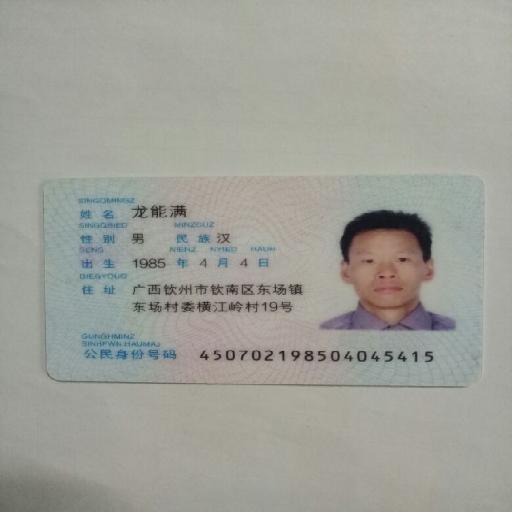 SINGQMINGZ
姓名 龙能满
SINGQBIED MINZCUZ
性别 男 民族 汉
SENG NIENZ NYIED HAUH
出生 1985 年 4 月 4 日
DIEGYOUQ
住址 广西钦州市钦南区东场镇
东场村委横江岭村19号
GUNGHMINZ
SINHFWN HAUMAJ
公民身份号码 450702198504045415